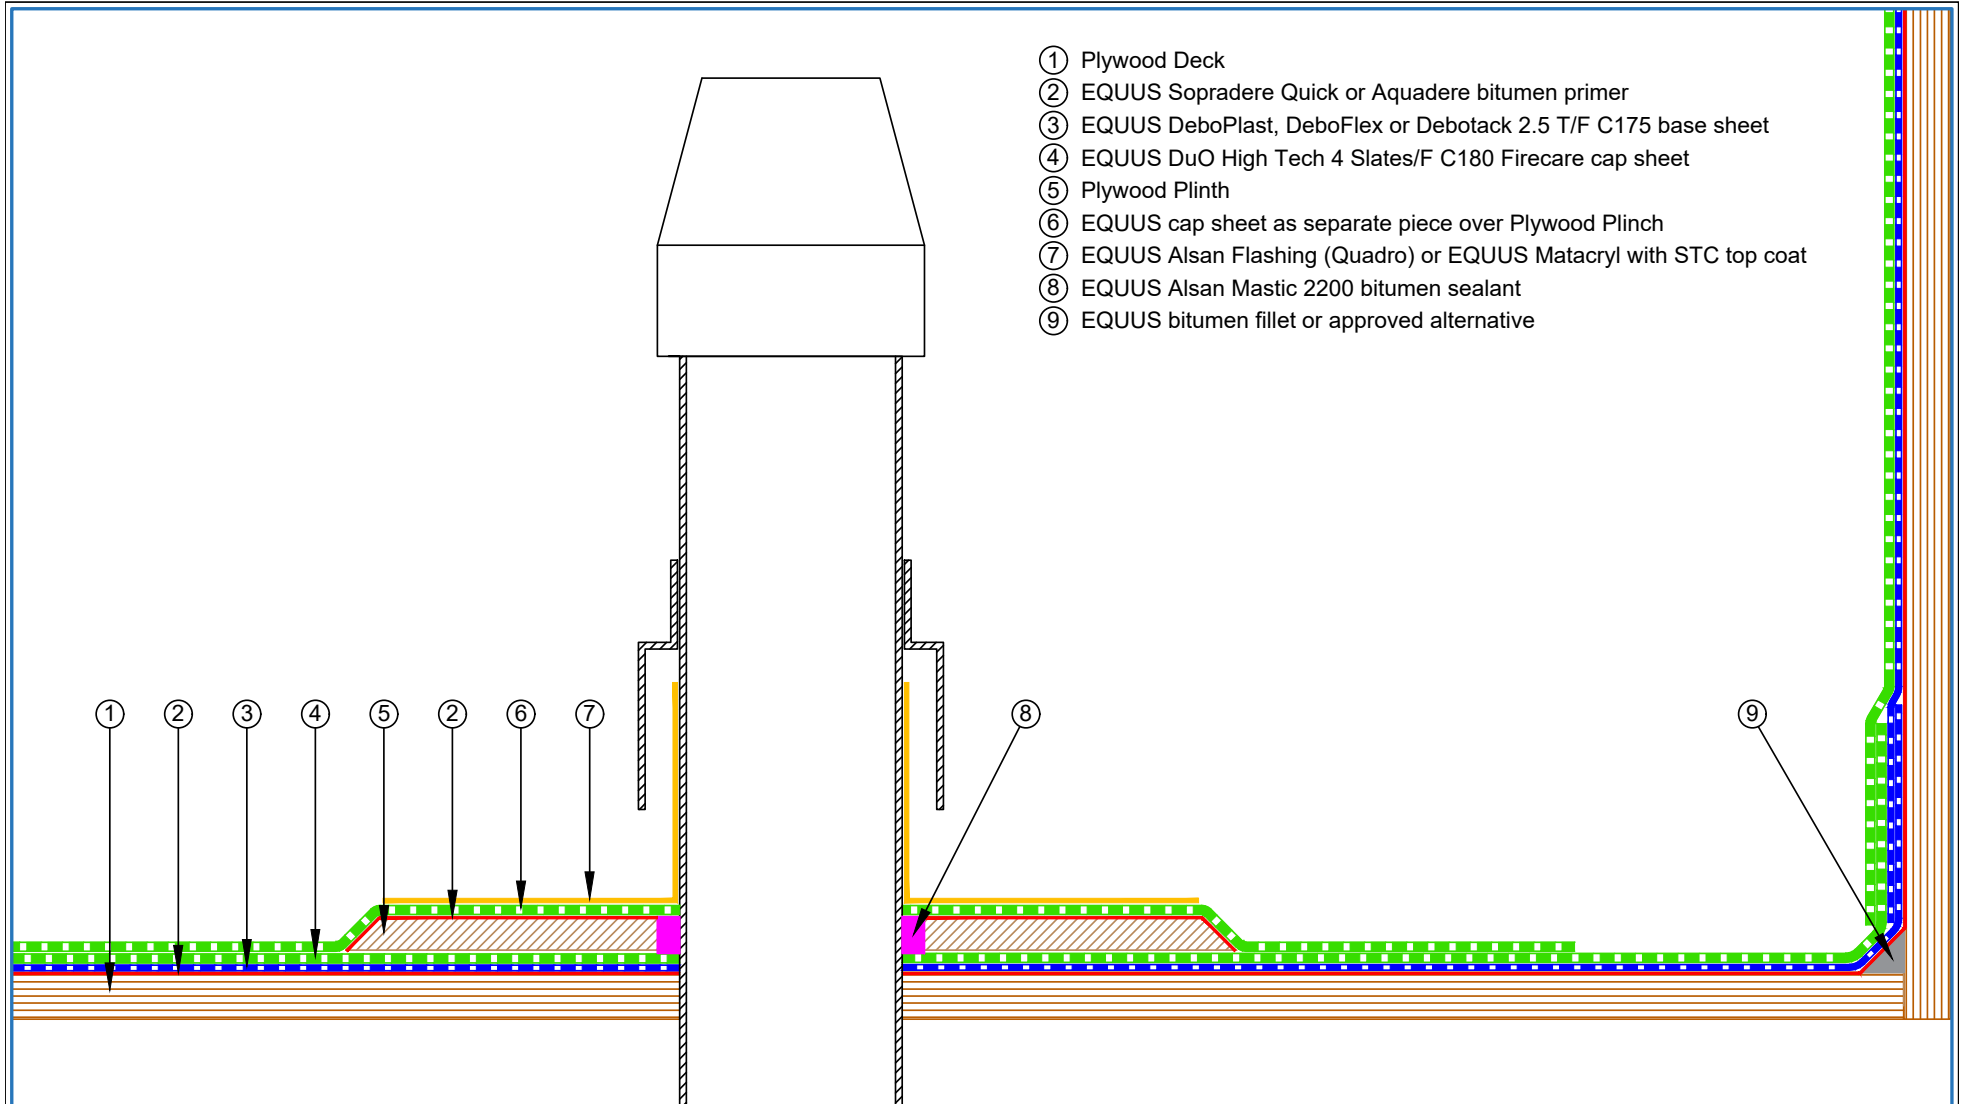 ① Plywood Deck
② EQUUS Sopradere Quick or Aquadere bitumen primer
③ EQUUS DeboPlast, DeboFlex or Debotack 2.5 T/F C175 base sheet
④ EQUUS DuO High Tech 4 Slates/F C180 Firecare cap sheet
⑤ Plywood Plinth
⑥ EQUUS cap sheet as separate piece over Plywood Plinch
⑦ EQUUS Alsan Flashing (Quadro) or EQUUS Matacryl with STC top coat
⑧ EQUUS Alsan Mastic 2200 bitumen sealant
⑨ EQUUS bitumen fillet or approved alternative
① ② ③ ④ ⑤ ② ⑥ ⑦ ⑧ ⑨